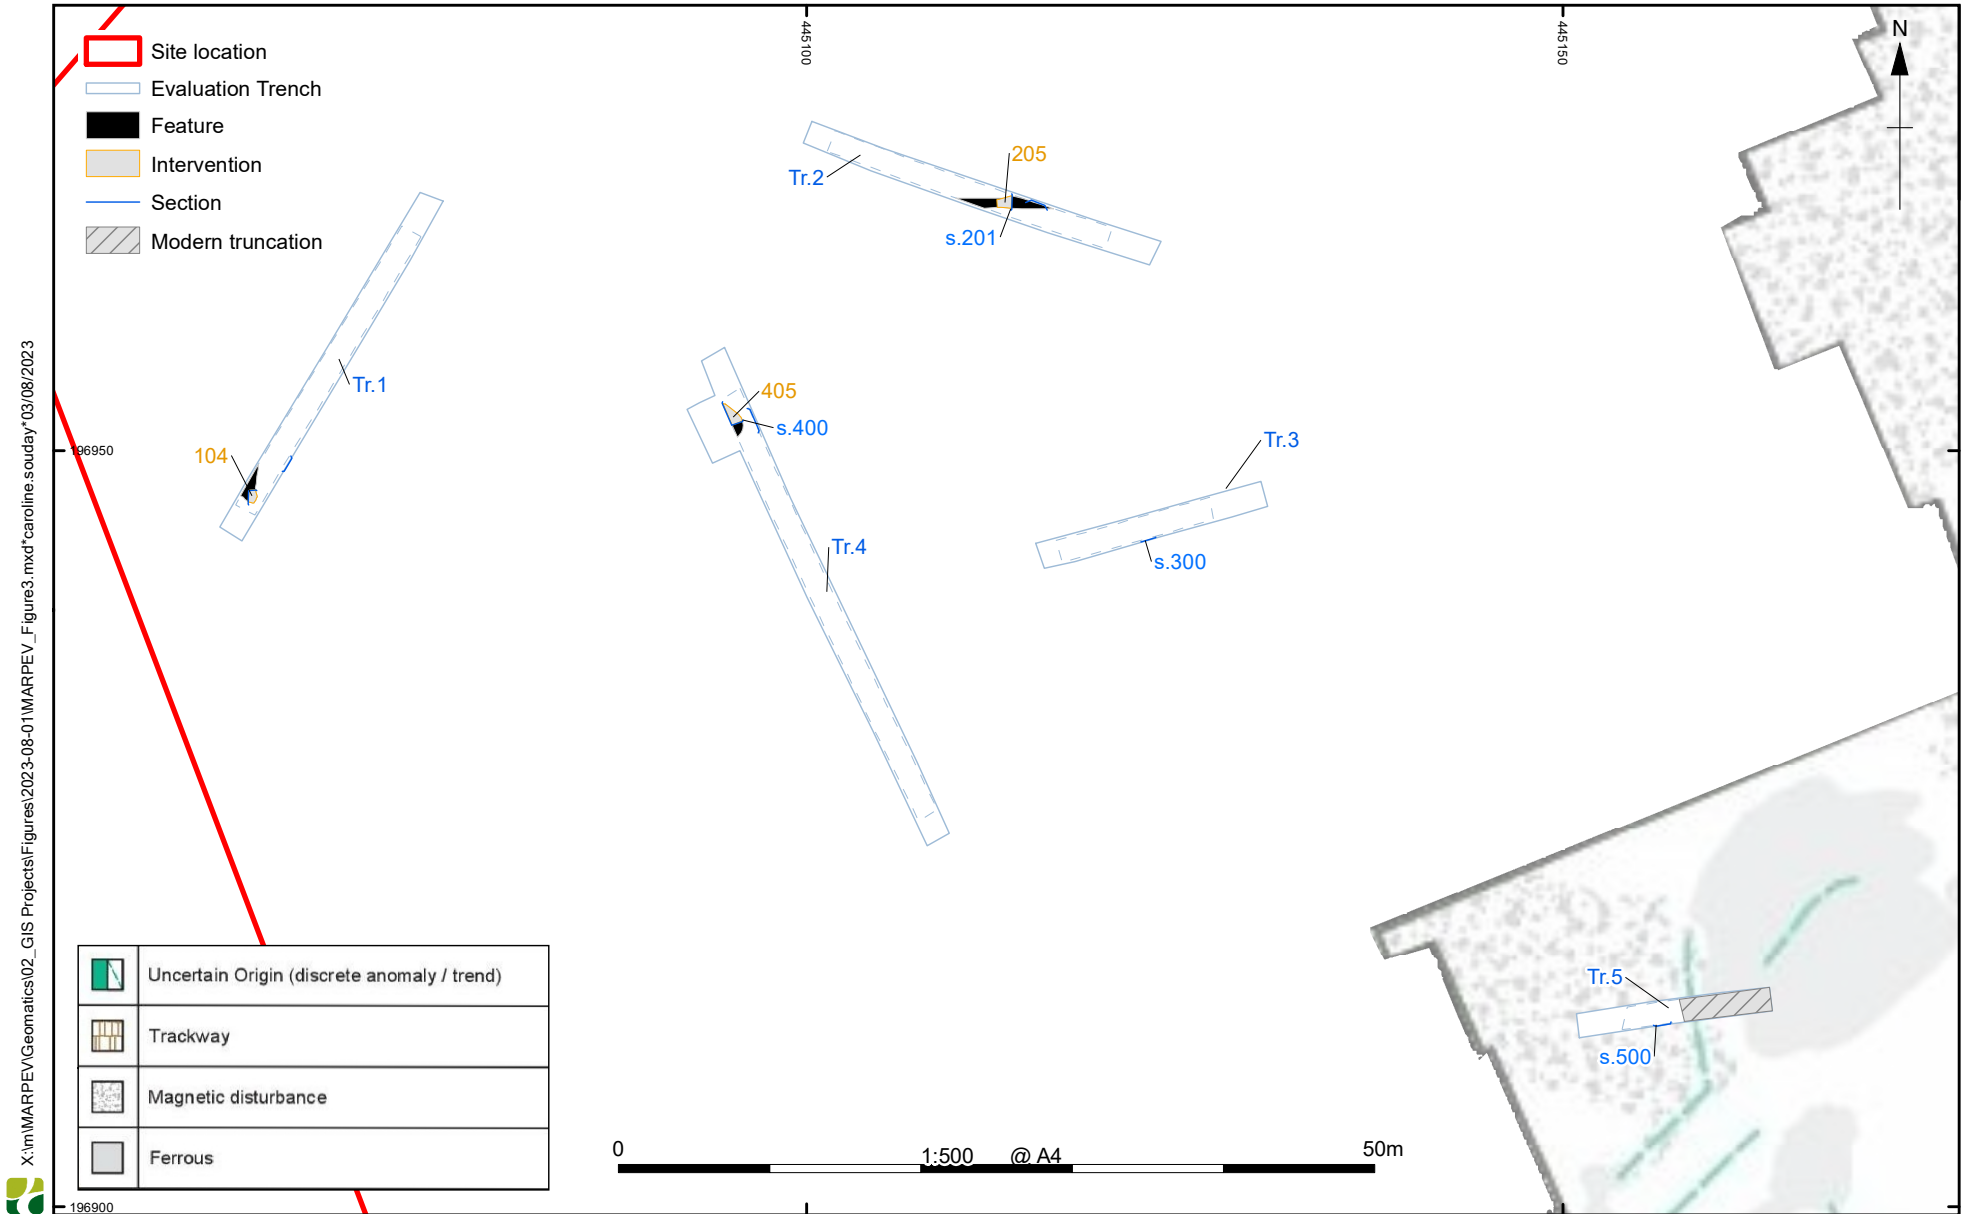 Site location
Evaluation Trench
Feature
Intervention
Section
Modern truncation
445100
445150
N
205
Tr.2
s.201
Tr.1
104
196950
405
s.400
Tr.3
s.300
Tr.4
Tr.5
s.500
Uncertain Origin (discrete anomaly / trend)
Trackway
Magnetic disturbance
Ferrous
0 1:500 @ A4 50m
196900
X:\m\MARPEV\Geomatics\02_GIS Projects\Figures\2023-08-01\MARPEV_Figure3.mxd*caroline.souday*03/08/2023